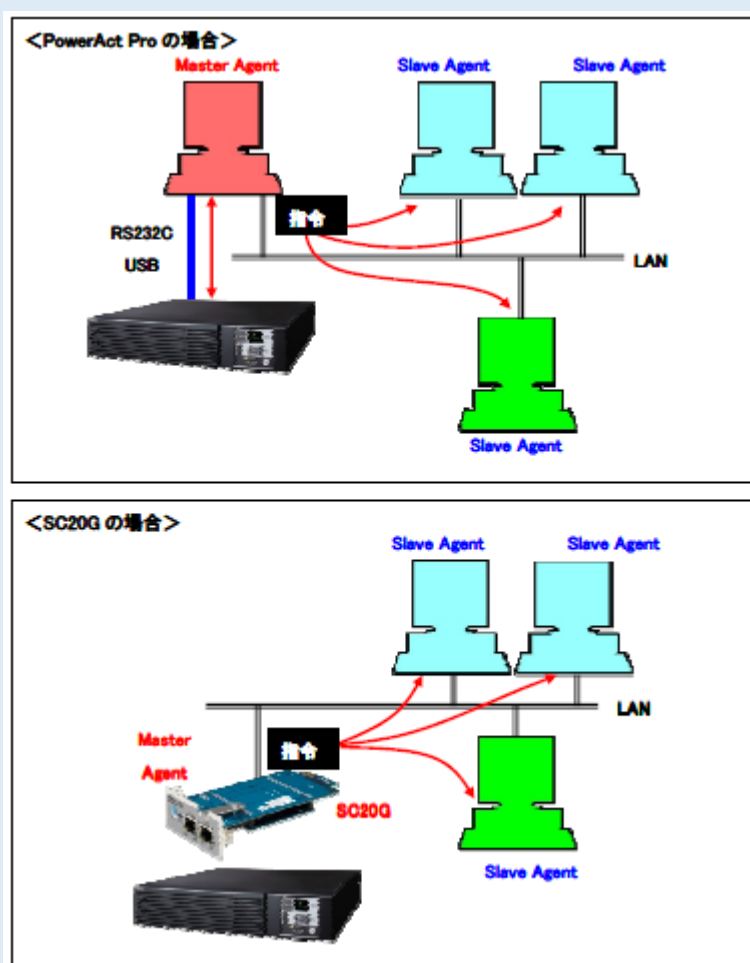 ＜PowerAct Pro の場合＞
Master Agent
Slave Agent
Slave Agent
指令
RS232C
USB
LAN
Slave Agent
＜SC20G の場合＞
Slave Agent
Slave Agent
LAN
Master
Agent
指令
SC20G
Slave Agent